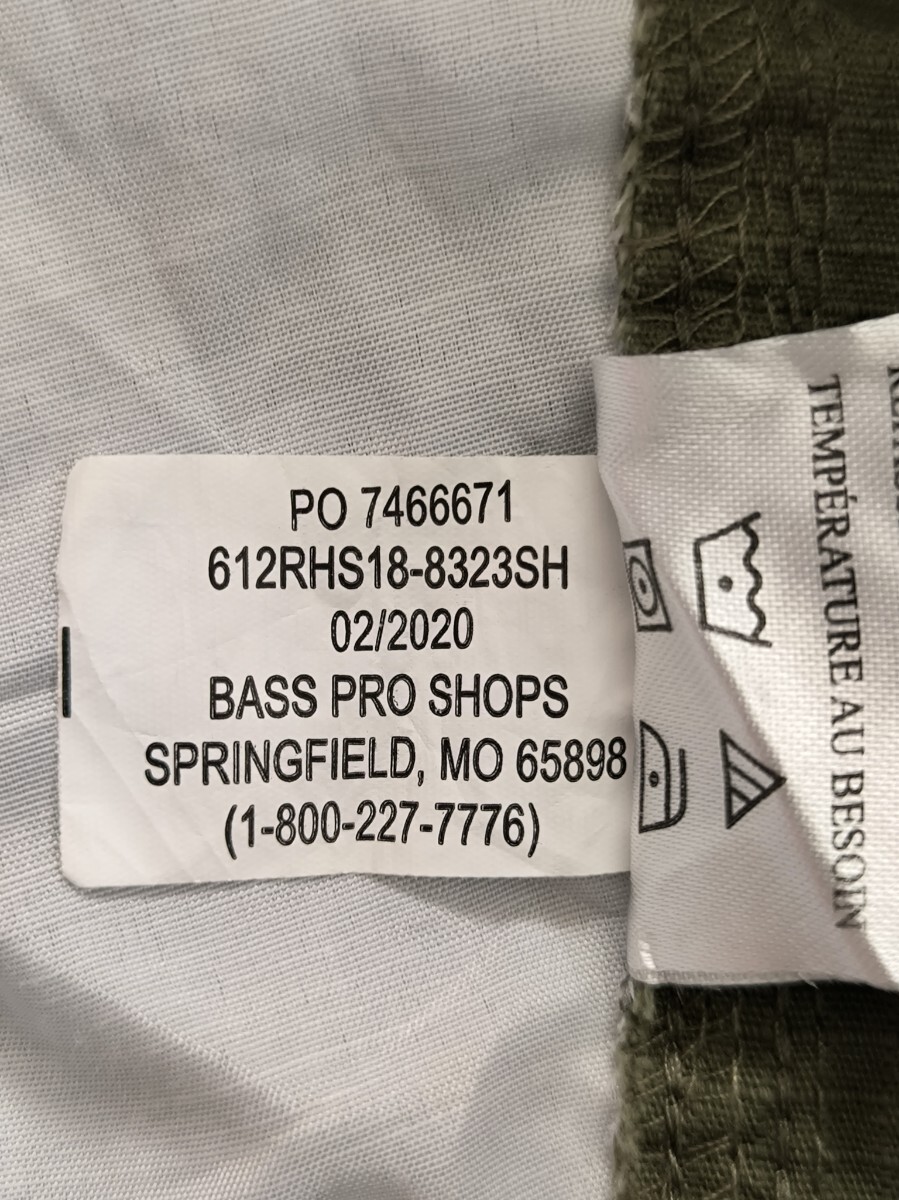 PO 7466671
612RHS18-8323SH
02/2020
BASS PRO SHOPS
SPRINGFIELD, MO 65898
(1-800-227-7776)
TEMPÉRATURE AU BESOIN